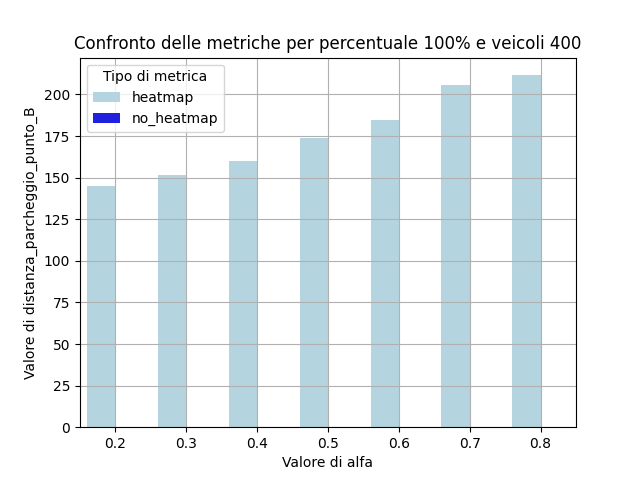 Confronto delle metriche per percentuale 100% e veicoli 400
Tipo di metrica
heatmap
no_heatmap
Valore di distanza_parcheggio_punto_B
200
175
150
125
100
75
50
25
0
0.2 0.3 0.4 0.5 0.6 0.7 0.8
Valore di alfa